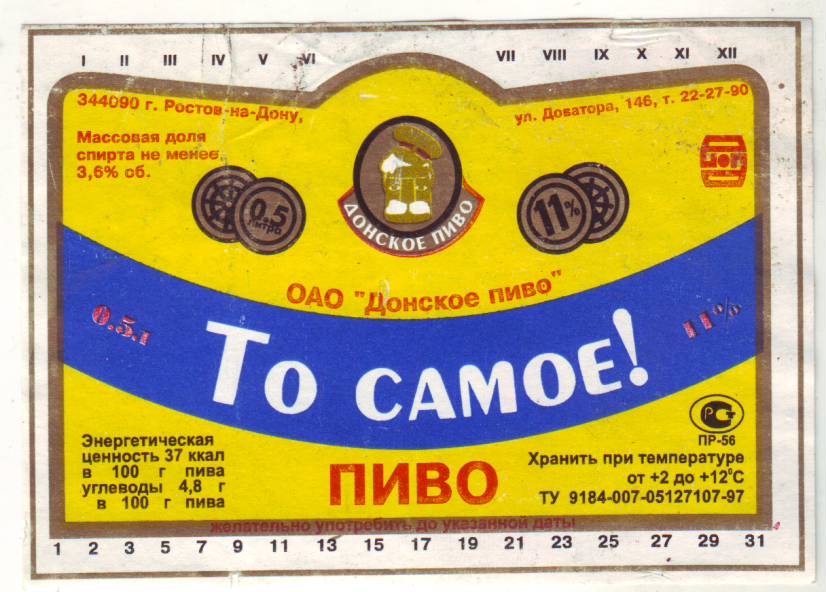 I II III IV V VI VII VIII IX X XI XII
344090 г. Ростов-на-Дону,
ул. Доватора, 146, т. 22-27-90
Массовая доля
спирта не менее
3,6% об.
0.5
литра
11%
ДОНСКОЕ ПИВО
ОАО "Донское пиво"
0.5л
11%
То самое!
Энергетическая
ценность 37 ккал
в 100 г пива
углеводы 4,8 г
в 100 г пива
ПИВО
РСТ
ПР-56
Хранить при температуре
от +2 до +12°С
ТУ 9184-007-05127107-97
желательно употребить до указанной даты
1 2 3 5 7 9 11 13 15 17 19 21 23 25 27 29 31